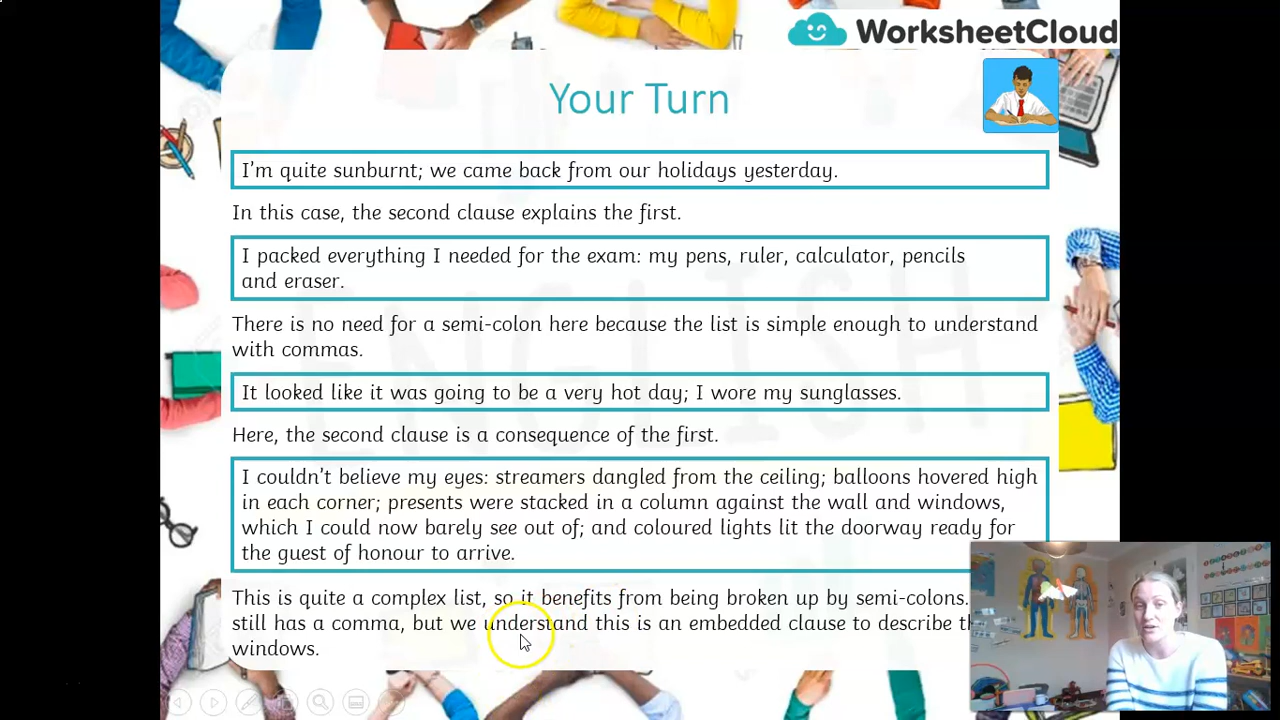 WorksheetCloud
Your Turn
I'm quite sunburnt; we came back from our holidays yesterday.
In this case, the second clause explains the first.
I packed everything I needed for the exam: my pens, ruler, calculator, pencils
and eraser.
There is no need for a semi-colon here because the list is simple enough to understand
with commas.
It looked like it was going to be a very hot day; I wore my sunglasses.
Here, the second clause is a consequence of the first.
I couldn't believe my eyes: streamers dangled from the ceiling; balloons hovered high
in each corner; presents were stacked in a column against the wall and windows,
which I could now barely see out of; and coloured lights lit the doorway ready for
the guest of honour to arrive.
This is quite a complex list, so it benefits from being broken up by semi-colons.
still has a comma, but we understand this is an embedded clause to describe
windows.
ENGLISH